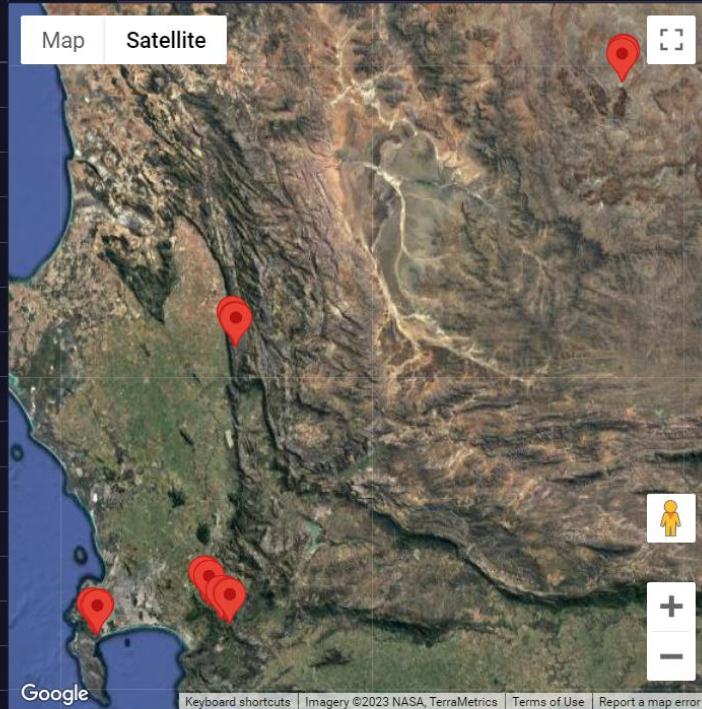 Map Satellite
Google
Keyboard shortcuts Imagery ©2023 NASA, TerraMetrics Terms of Use Report a map error